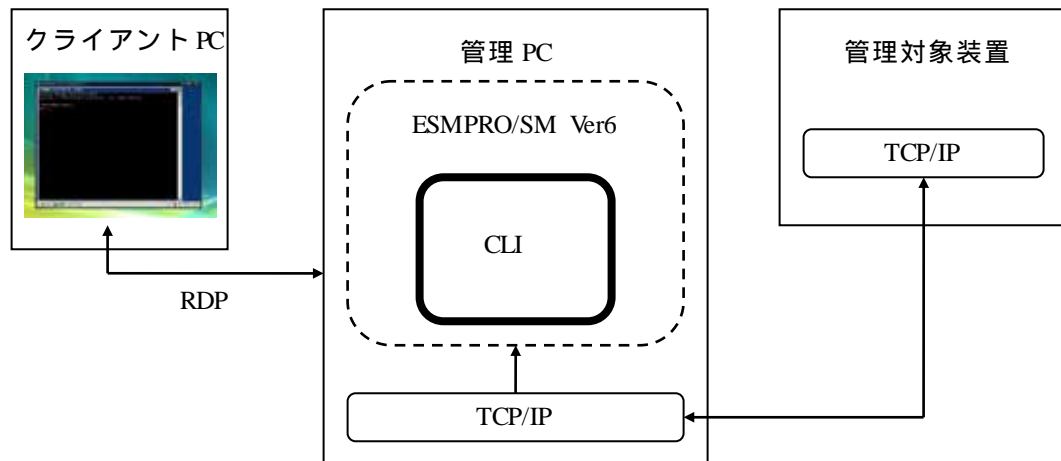 クライアント PC
RDP
管理 PC
ESMPRO/SM Ver6
CLI
TCP/IP
管理対象装置
TCP/IP